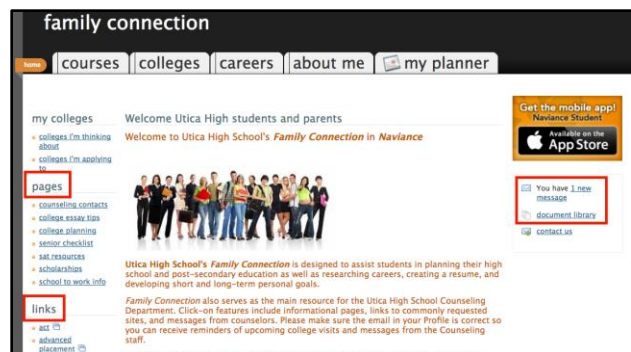 family connection
home
courses
colleges
careers
about me
my planner
my colleges
colleges I'm thinking
about
colleges I'm applying
to
pages
counseling contacts
college essay tips
college planning
senior checklist
sat resources
scholarships
school to work info
links
act
advanced
placement
Welcome Utica High students and parents
Welcome to Utica High School's Family Connection in Naviance
Utica High School's Family Connection is designed to assist students in planning their high
school and post-secondary education as well as researching careers, creating a resume, and
developing short and long-term personal goals.
Family Connection also serves as the main resource for the Utica High School Counseling
Department. Click-on features include informational pages, links to commonly requested
sites, and messages from counselors. Please make sure the email in your Profile is correct so
you can receive reminders of upcoming college visits and messages from the Counseling
staff.
Get the mobile app!
Naviance Student
Available on the
App Store
You have 1 new
message
document library
contact us